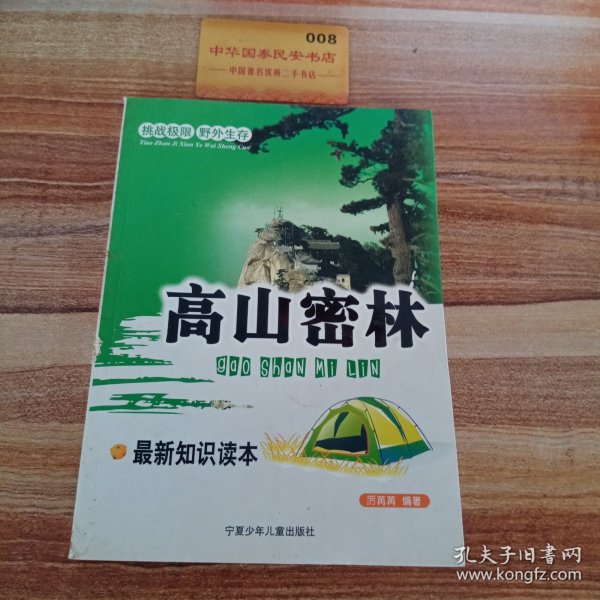 008
中华国泰民安书店
中国著名优质二手书店
挑战极限 野外生存
Tiao Zhan Ji Xian Ye Wai Sheng Cun
高山密林
gao shan Mi Lin
最新知识读本
厉苒苒 编著
宁夏少年儿童出版社
孔夫子旧书网
www.kongfz.com